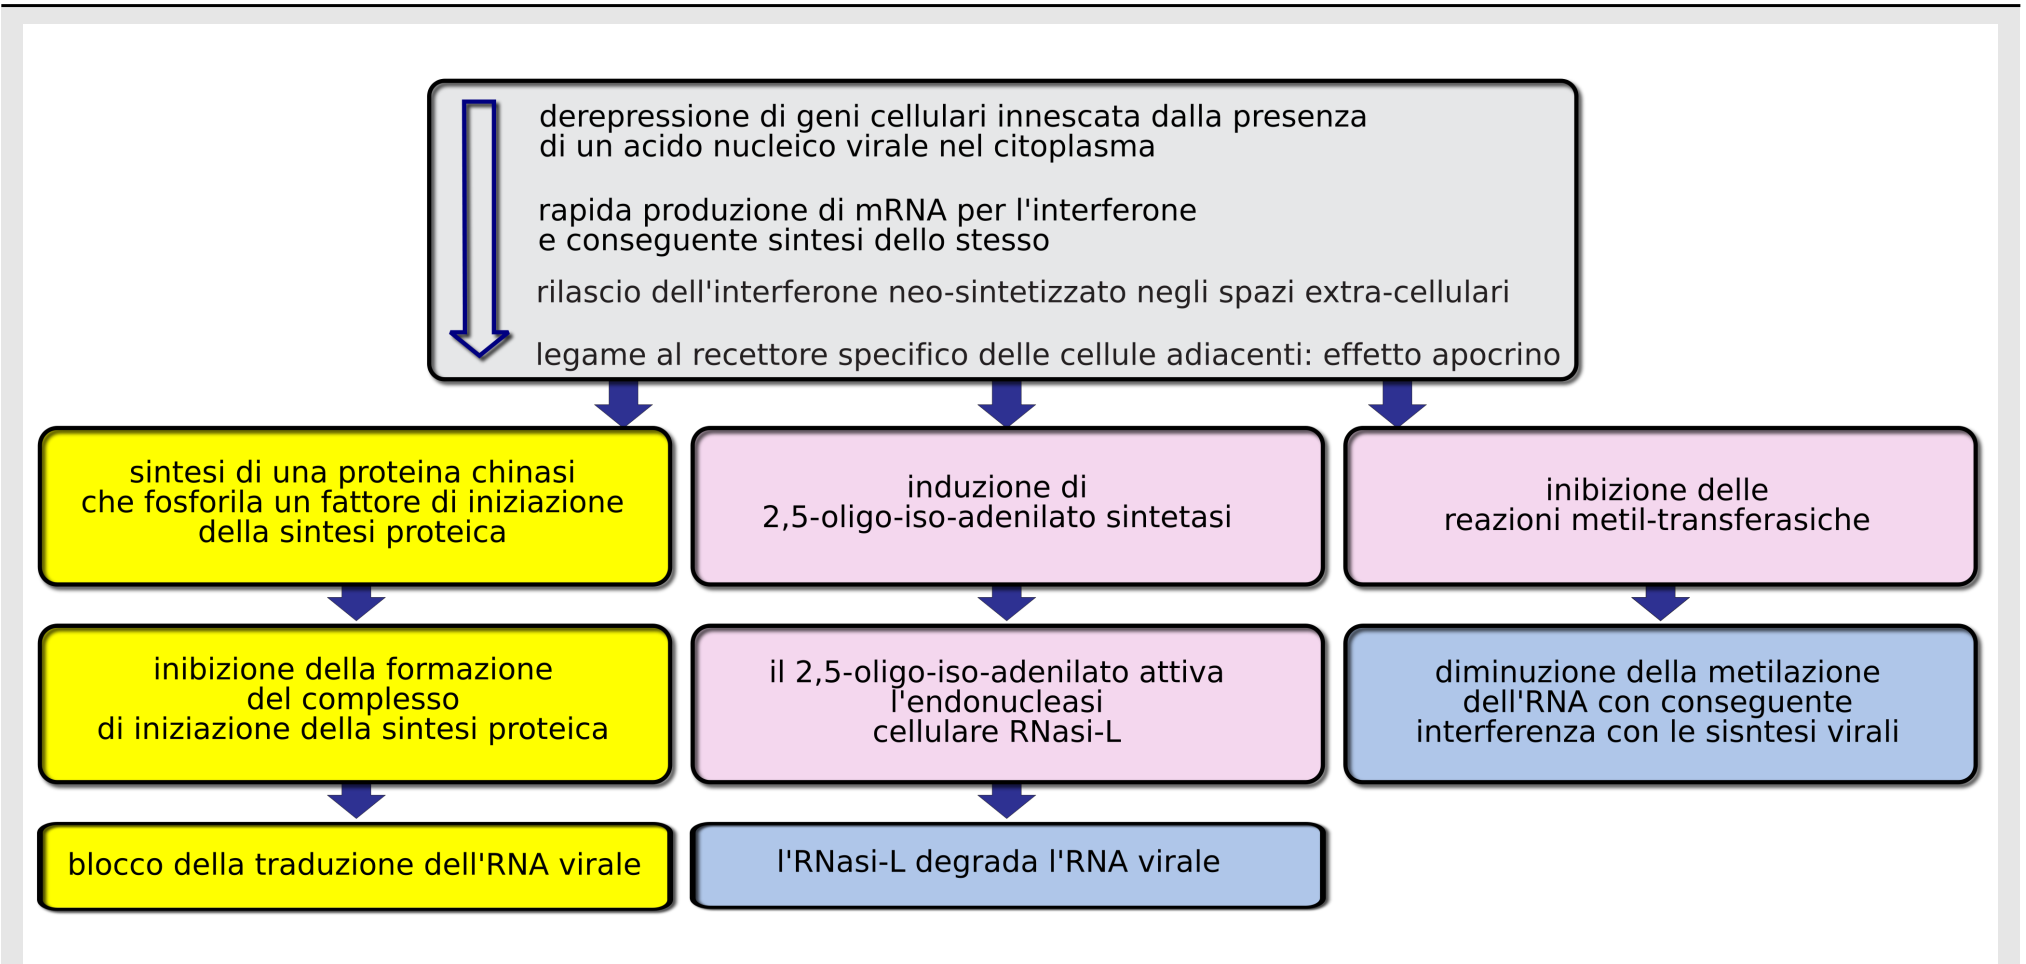 derepressione di geni cellulari innescata dalla presenza
di un acido nucleico virale nel citoplasma
rapida produzione di mRNA per l'interferone
e conseguente sintesi dello stesso
rilascio dell'interferone neo-sintetizzato negli spazi extra-cellulari
legame al recettore specifico delle cellule adiacenti: effetto apocrino
sintesi di una proteina chinasi
che fosforila un fattore di iniziazione
della sintesi proteica
induzione di
2,5-oligo-iso-adenilato sintetasi
inibizione delle
reazioni metil-transferasiche
inibizione della formazione
del complesso
di iniziazione della sintesi proteica
il 2,5-oligo-iso-adenilato attiva
l'endonucleasi
cellulare RNasi-L
diminuzione della metilazione
dell'RNA con conseguente
interferenza con le sisntesi virali
blocco della traduzione dell'RNA virale
l'RNasi-L degrada l'RNA virale